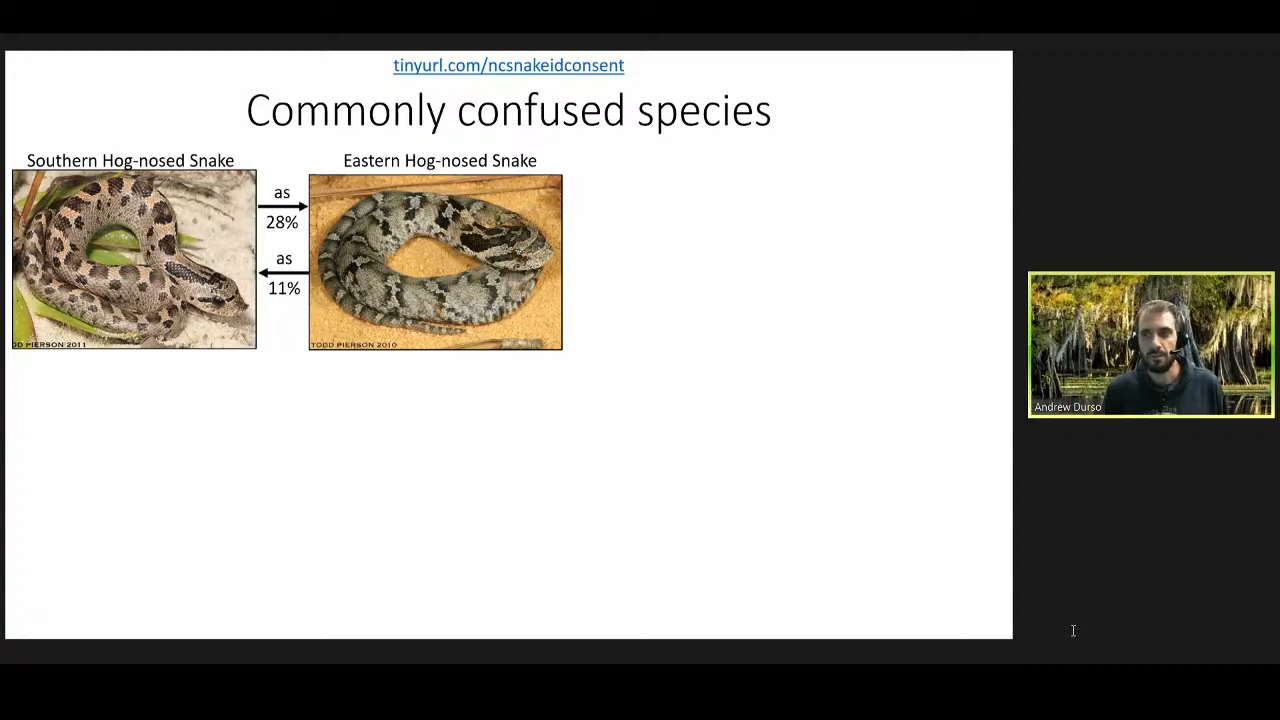 tinyurl.com/ncsnakeidconsent
Commonly confused species
Southern Hog-nosed Snake
Eastern Hog-nosed Snake
as
28%
as
11%
DD PIERSON 2011
TODD PIERSON 2010
Andrew Durso